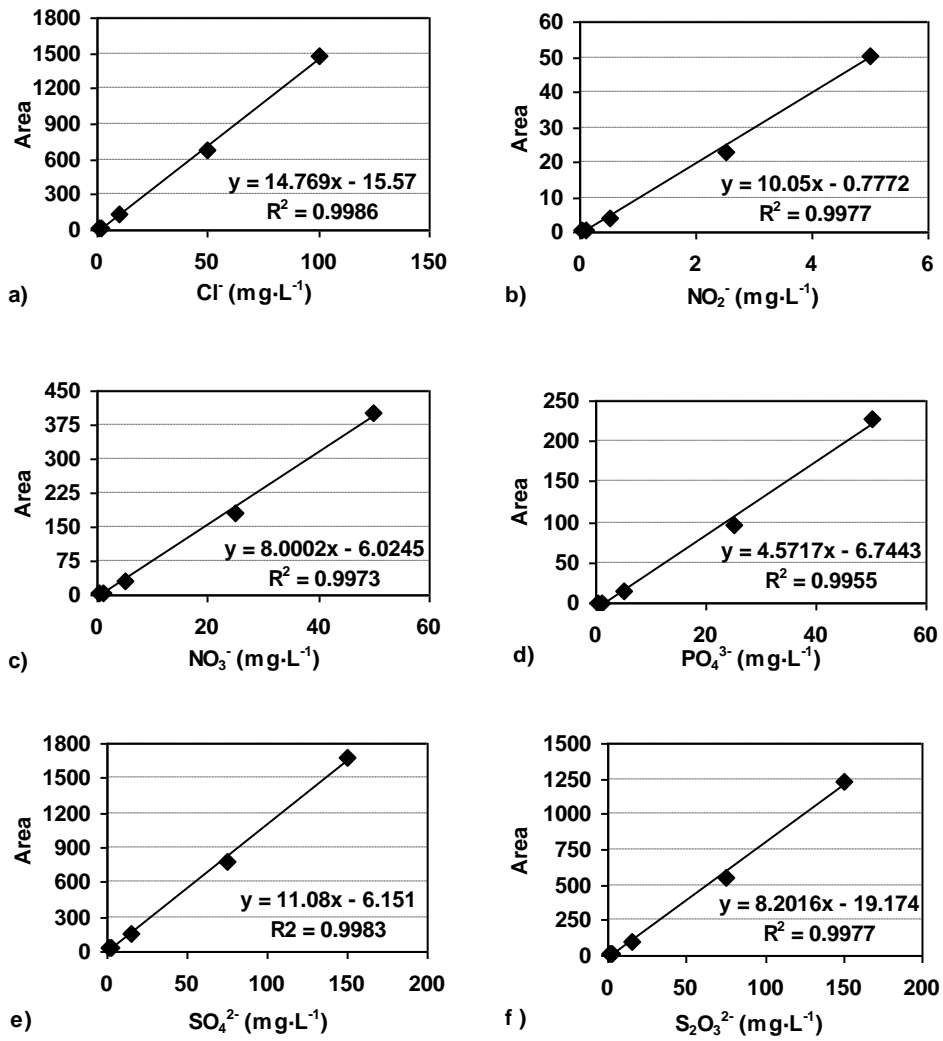 1800
1500
1200
900
600
300
0
Area
y = 14.769x - 15.57
R² = 0.9986
0 50 100 150
a)
Cl⁻ (mg·L⁻¹)
60
50
40
30
20
10
0
Area
y = 10.05x - 0.7772
R² = 0.9977
0 2 4 6
b)
NO₂⁻ (mg·L⁻¹)
450
375
300
225
150
75
0
Area
y = 8.0002x - 6.0245
R² = 0.9973
0 20 40 60
c)
NO₃⁻ (mg·L⁻¹)
250
200
150
100
50
0
Area
y = 4.5717x - 6.7443
R² = 0.9955
0 20 40 60
d)
PO₄³⁻ (mg·L⁻¹)
1800
1500
1200
900
600
300
0
Area
y = 11.08x - 6.151
R2 = 0.9983
0 50 100 150 200
e)
SO₄²⁻ (mg·L⁻¹)
1500
1250
1000
750
500
250
0
Area
y = 8.2016x - 19.174
R² = 0.9977
0 50 100 150 200
f )
S₂O₃²⁻ (mg·L⁻¹)